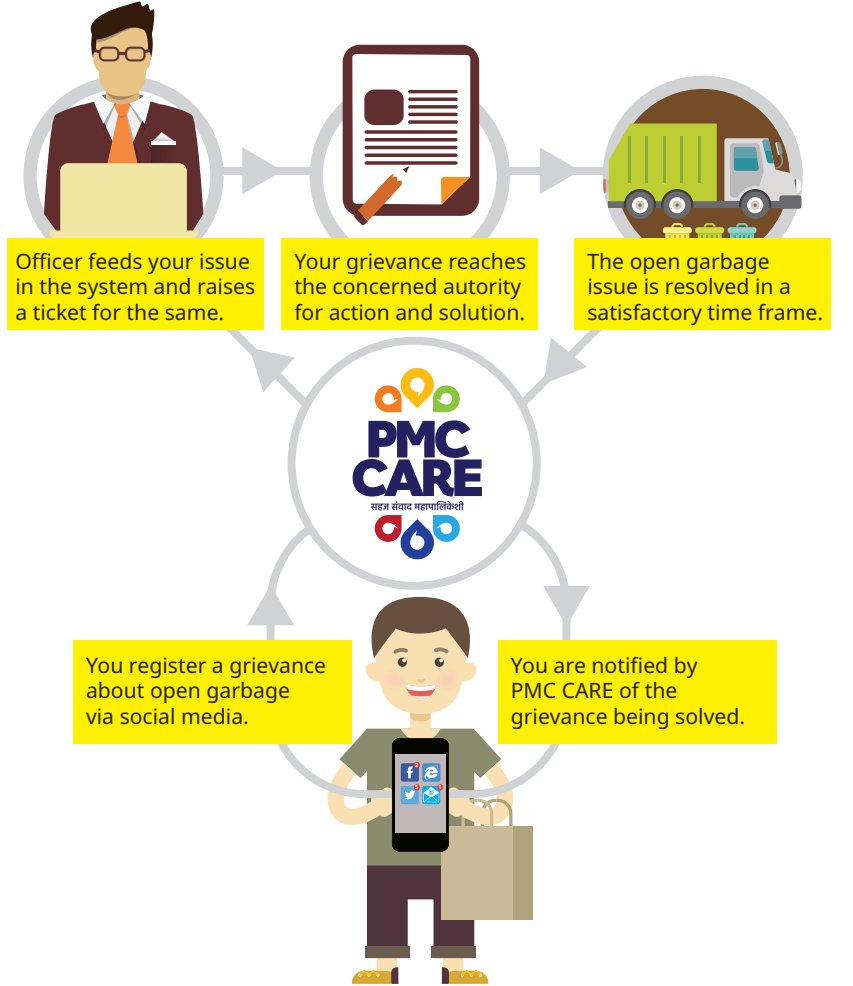 Officer feeds your issue
in the system and raises
a ticket for the same.
Your grievance reaches
the concerned autority
for action and solution.
The open garbage
issue is resolved in a
satisfactory time frame.
PMC
CARE
सहज संवाद महापालिकेशी
You register a grievance
about open garbage
via social media.
You are notified by
PMC CARE of the
grievance being solved.